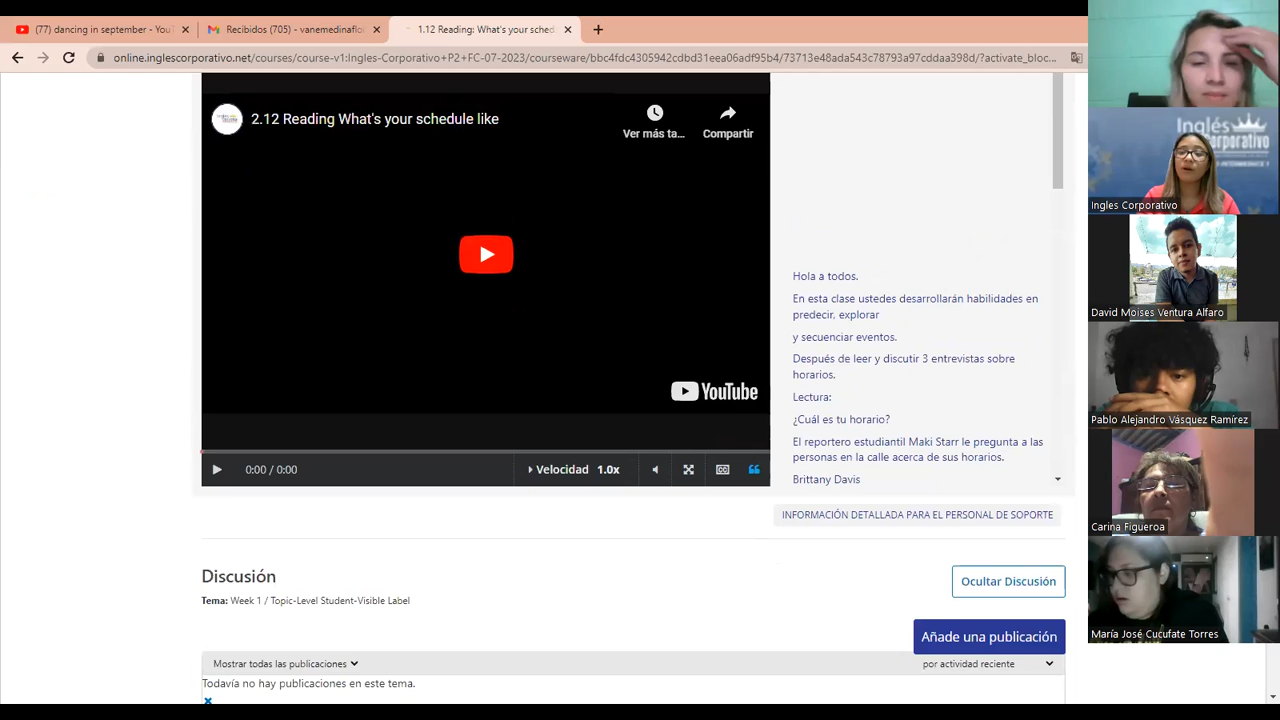 (77) dancing in september - YouT
Recibidos (705) - vanemedinaflo
1.12 Reading: What's your sched
online.inglescorporativo.net/courses/course-v1:Ingles_Corporativo+P2+FC-07-2023/courseware/bbc4fdc4305942cdbd31eea06adf95b4/73713e48ada543c78793a97cddaa398d/?activate_bloc...
2.12 Reading What's your schedule like
Ver más ta...
Compartir
YouTube
0:00 / 0:00
Velocidad 1.0x
Hola a todos.
En esta clase ustedes desarrollarán habilidades en
predecir, explorar
y secuenciar eventos.
Después de leer y discutir 3 entrevistas sobre
horarios.
Lectura:
¿Cuál es tu horario?
El reportero estudiantil Maki Starr le pregunta a las
personas en la calle acerca de sus horarios.
Brittany Davis
INFORMACIÓN DETALLADA PARA EL PERSONAL DE SOPORTE
Discusión
Ocultar Discusión
Tema: Week 1 / Topic-Level Student-Visible Label
Añade una publicación
Mostrar todas las publicaciones
por actividad reciente
Todavía no hay publicaciones en este tema.
Inglés
Corporativo
Ingles Corporativo
David Moises Ventura Alfaro
Pablo Alejandro Vásquez Ramírez
Carina Figueroa
María José Cucufate Torres